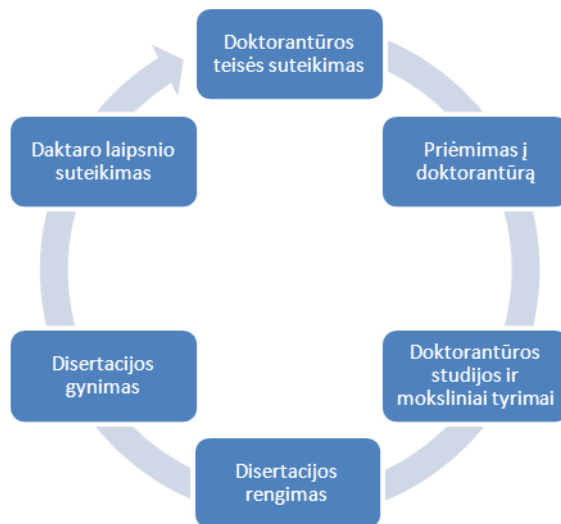 Doktorantūros
teisės suteikimas
Priėmimas į
doktorantūrą
Doktorantūros
studijos ir
moksliniai tyrimai
Disertacijos
rengimas
Disertacijos
gynimas
Daktaro laipsnio
suteikimas